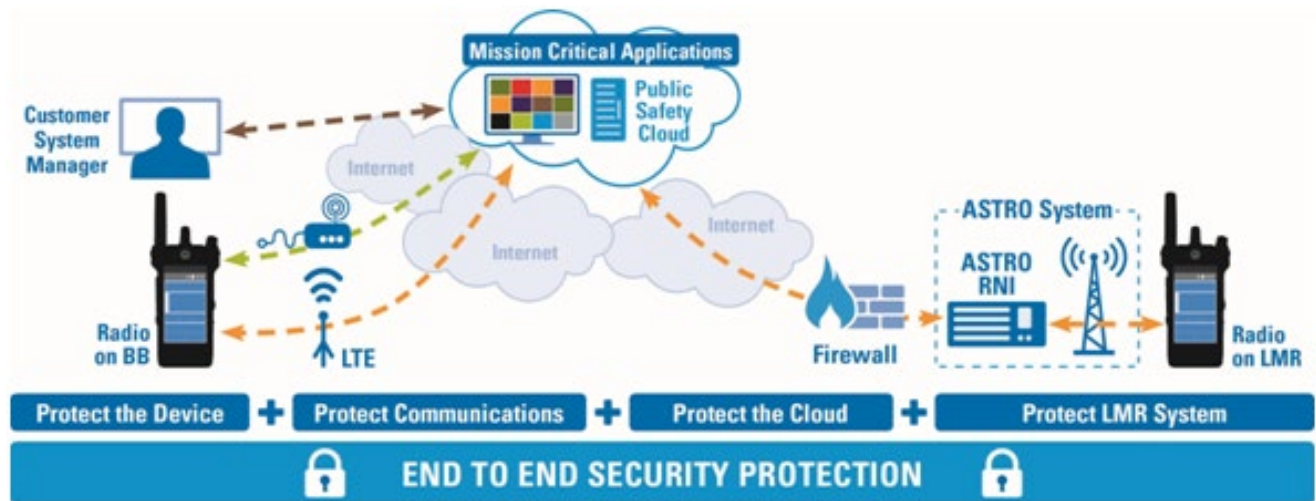 Mission Critical Applications
Public
Safety
Cloud
Customer
System
Manager
Internet
Internet
Internet
ASTRO System
ASTRO
RNI
Radio
on BB
LTE
Firewall
Radio
on LMR
Protect the Device + Protect Communications + Protect the Cloud + Protect LMR System
END TO END SECURITY PROTECTION